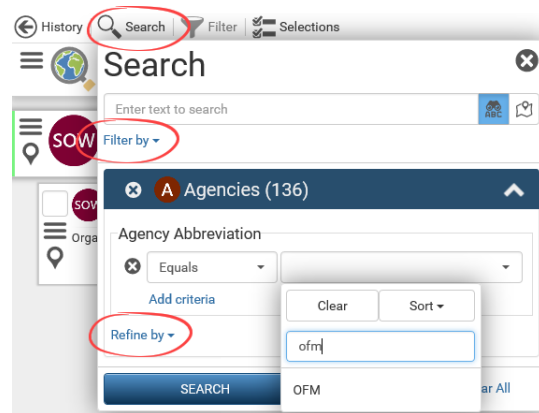 History Search Filter Selections
Search
Enter text to search
ABC
SOW
Filter by
A Agencies (136)
SOW
Orga
Agency Abbreviation
Equals
Add criteria
Clear Sort
Refine by
ofm
SEARCH
OFM
ar All